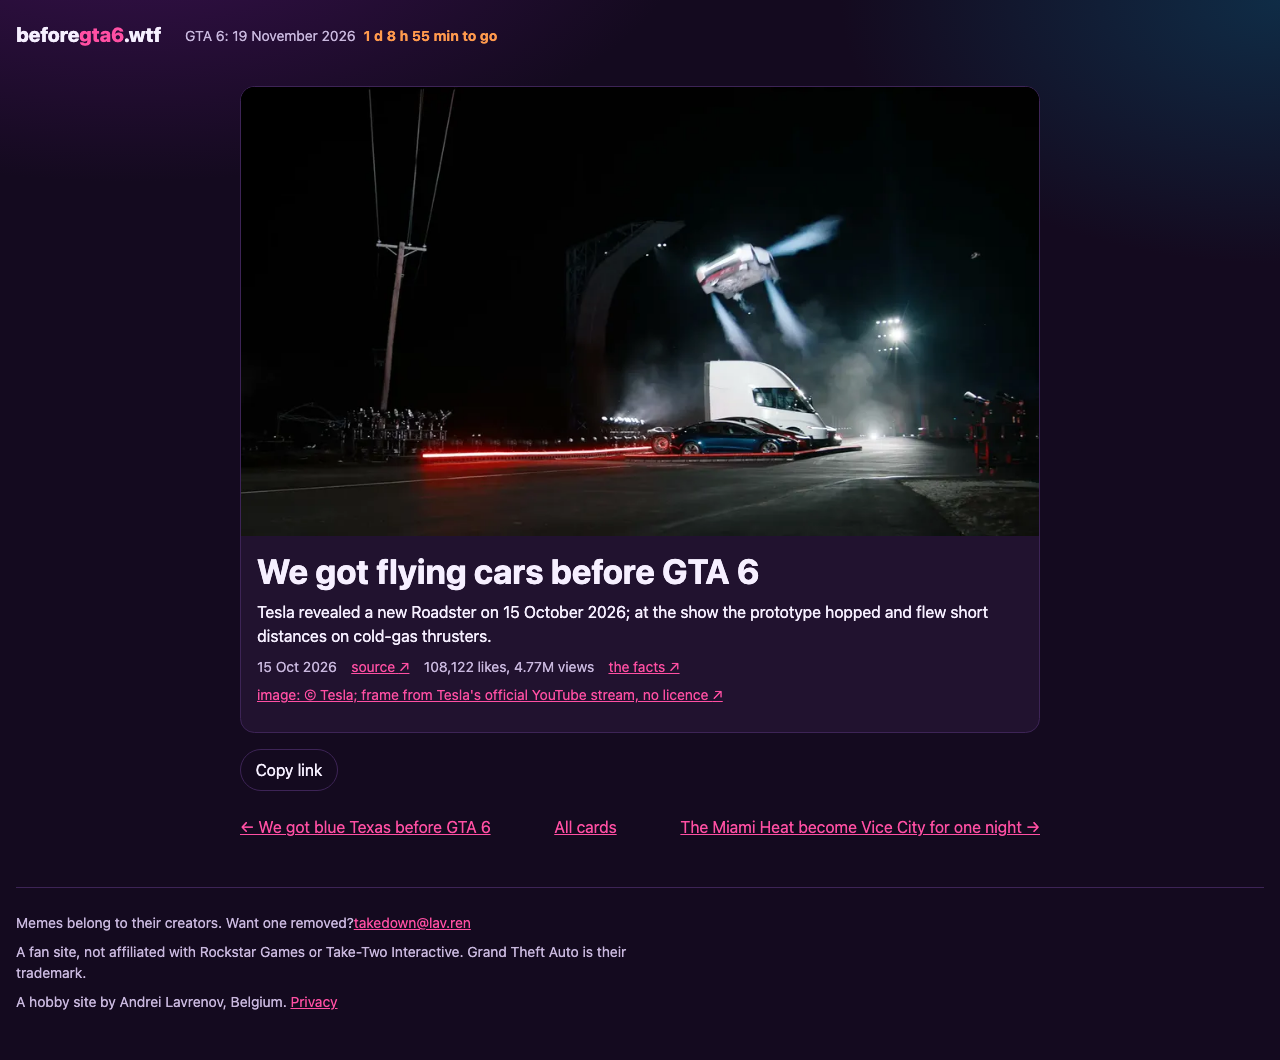 beforegta6.wtf GTA 6: 19 November 2026 1 d 8 h 55 min to go
We got flying cars before GTA 6
Tesla revealed a new Roadster on 15 October 2026; at the show the prototype hopped and flew short
distances on cold-gas thrusters.
15 Oct 2026 source ↗ 108,122 likes, 4.77M views the facts ↗
image: © Tesla; frame from Tesla's official YouTube stream, no licence ↗
Copy link
← We got blue Texas before GTA 6 All cards The Miami Heat become Vice City for one night →
Memes belong to their creators. Want one removed?takedown@lav.ren
A fan site, not affiliated with Rockstar Games or Take-Two Interactive. Grand Theft Auto is their
trademark.
A hobby site by Andrei Lavrenov, Belgium. Privacy